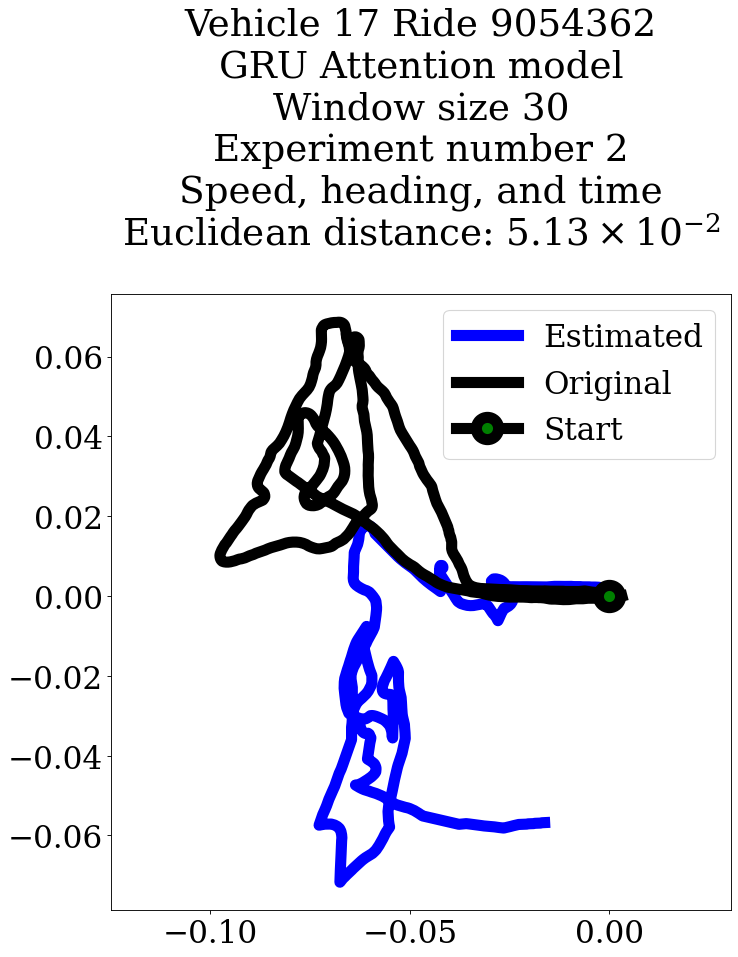 Vehicle 17 Ride 9054362
GRU Attention model
Window size 30
Experiment number 2
Speed, heading, and time
Euclidean distance: 5.13 × 10⁻²
Estimated
Original
Start
0.06
0.04
0.02
0.00
−0.02
−0.04
−0.06
−0.10
−0.05
0.00